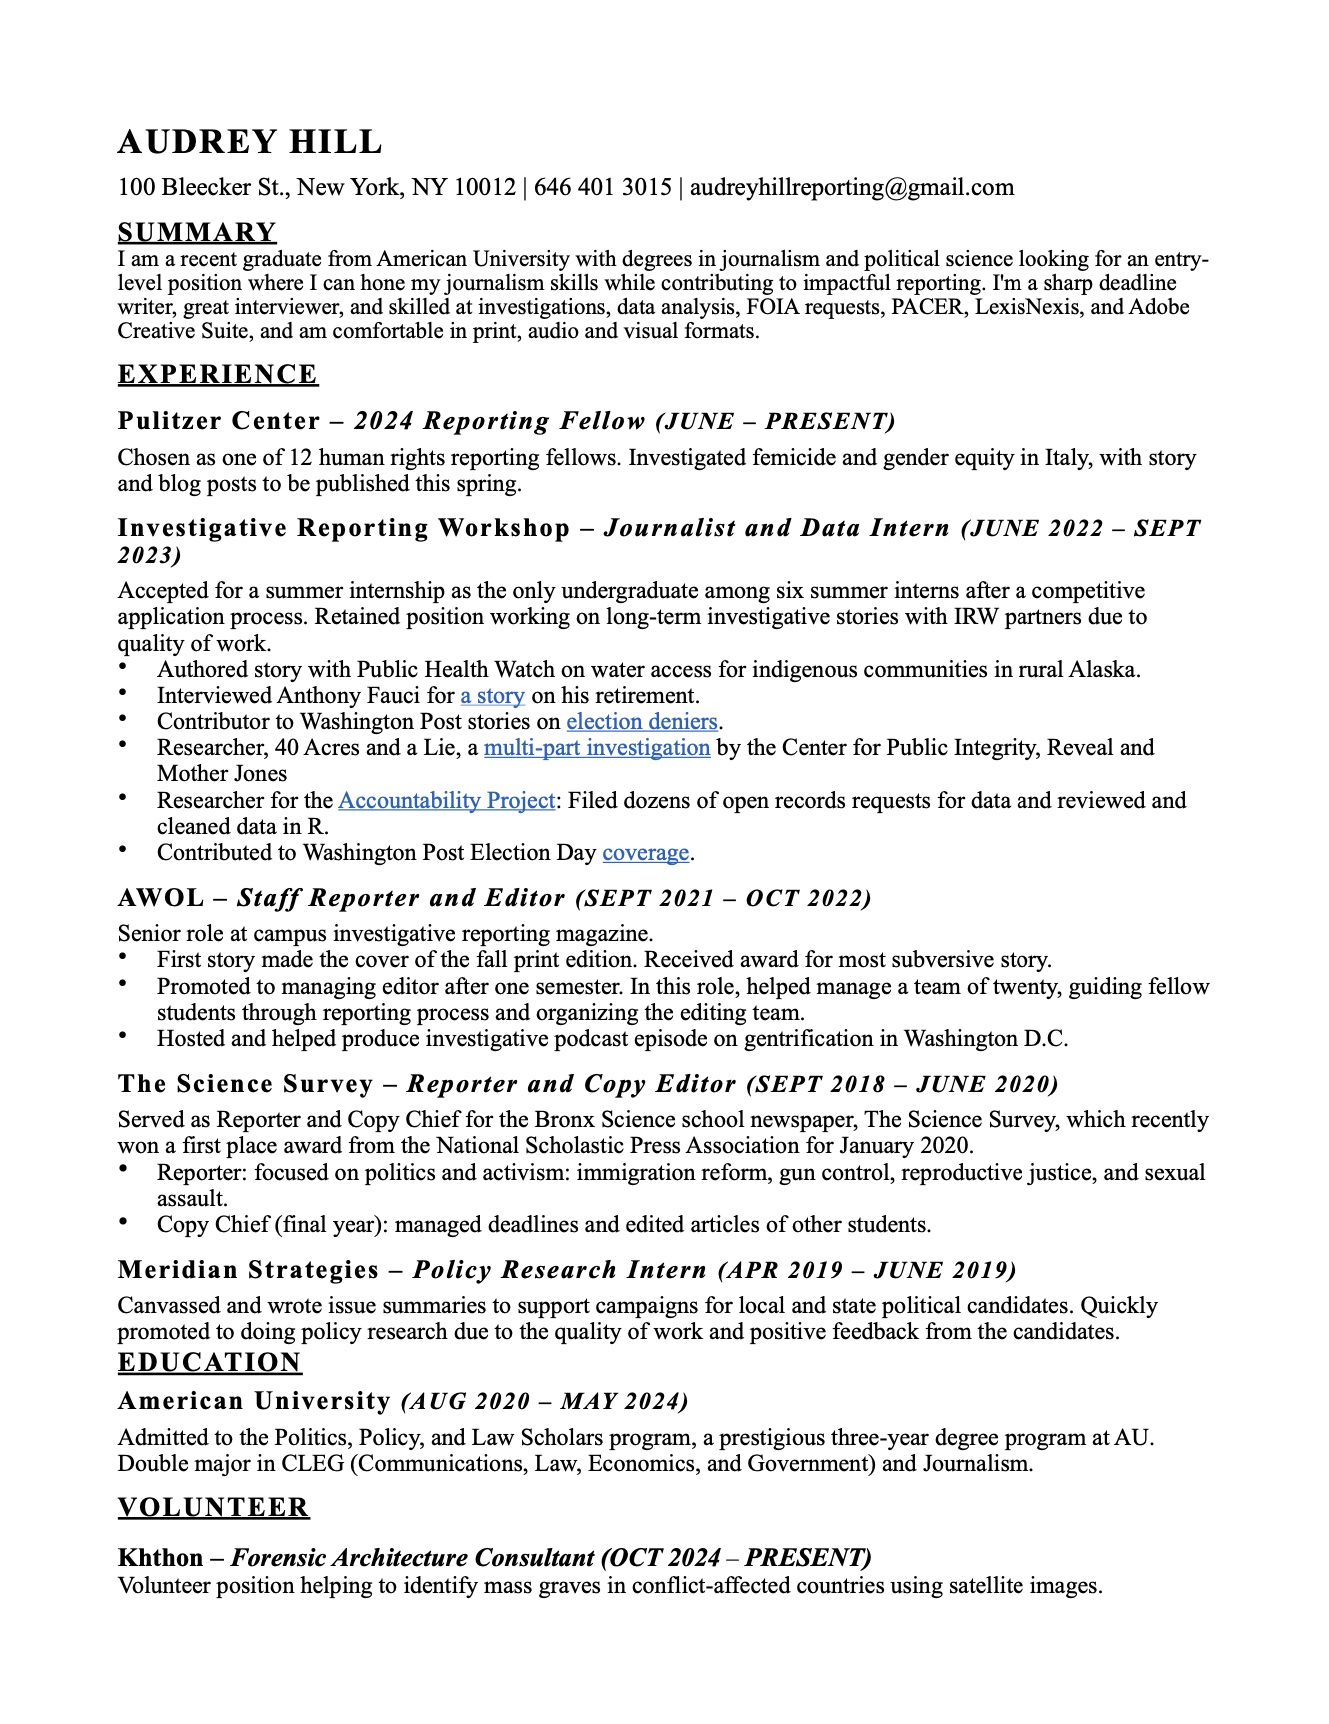 AUDREY HILL
100 Bleecker St., New York, NY 10012 | 646 401 3015 | audreyhillreporting@gmail.com
SUMMARY
I am a recent graduate from American University with degrees in journalism and political science looking for an entry-
level position where I can hone my journalism skills while contributing to impactful reporting. I'm a sharp deadline
writer, great interviewer, and skilled at investigations, data analysis, FOIA requests, PACER, LexisNexis, and Adobe
Creative Suite, and am comfortable in print, audio and visual formats.
EXPERIENCE
Pulitzer Center – 2024 Reporting Fellow (JUNE – PRESENT)
Chosen as one of 12 human rights reporting fellows. Investigated femicide and gender equity in Italy, with story
and blog posts to be published this spring.
Investigative Reporting Workshop – Journalist and Data Intern (JUNE 2022 – SEPT
2023)
Accepted for a summer internship as the only undergraduate among six summer interns after a competitive
application process. Retained position working on long-term investigative stories with IRW partners due to
quality of work.
• Authored story with Public Health Watch on water access for indigenous communities in rural Alaska.
• Interviewed Anthony Fauci for a story on his retirement.
• Contributor to Washington Post stories on election deniers.
• Researcher, 40 Acres and a Lie, a multi-part investigation by the Center for Public Integrity, Reveal and
Mother Jones
• Researcher for the Accountability Project: Filed dozens of open records requests for data and reviewed and
cleaned data in R.
• Contributed to Washington Post Election Day coverage.
AWOL – Staff Reporter and Editor (SEPT 2021 – OCT 2022)
Senior role at campus investigative reporting magazine.
• First story made the cover of the fall print edition. Received award for most subversive story.
• Promoted to managing editor after one semester. In this role, helped manage a team of twenty, guiding fellow
students through reporting process and organizing the editing team.
• Hosted and helped produce investigative podcast episode on gentrification in Washington D.C.
The Science Survey – Reporter and Copy Editor (SEPT 2018 – JUNE 2020)
Served as Reporter and Copy Chief for the Bronx Science school newspaper, The Science Survey, which recently
won a first place award from the National Scholastic Press Association for January 2020.
• Reporter: focused on politics and activism: immigration reform, gun control, reproductive justice, and sexual
assault.
• Copy Chief (final year): managed deadlines and edited articles of other students.
Meridian Strategies – Policy Research Intern (APR 2019 – JUNE 2019)
Canvassed and wrote issue summaries to support campaigns for local and state political candidates. Quickly
promoted to doing policy research due to the quality of work and positive feedback from the candidates.
EDUCATION
American University (AUG 2020 – MAY 2024)
Admitted to the Politics, Policy, and Law Scholars program, a prestigious three-year degree program at AU.
Double major in CLEG (Communications, Law, Economics, and Government) and Journalism.
VOLUNTEER
Khthon – Forensic Architecture Consultant (OCT 2024 – PRESENT)
Volunteer position helping to identify mass graves in conflict-affected countries using satellite images.